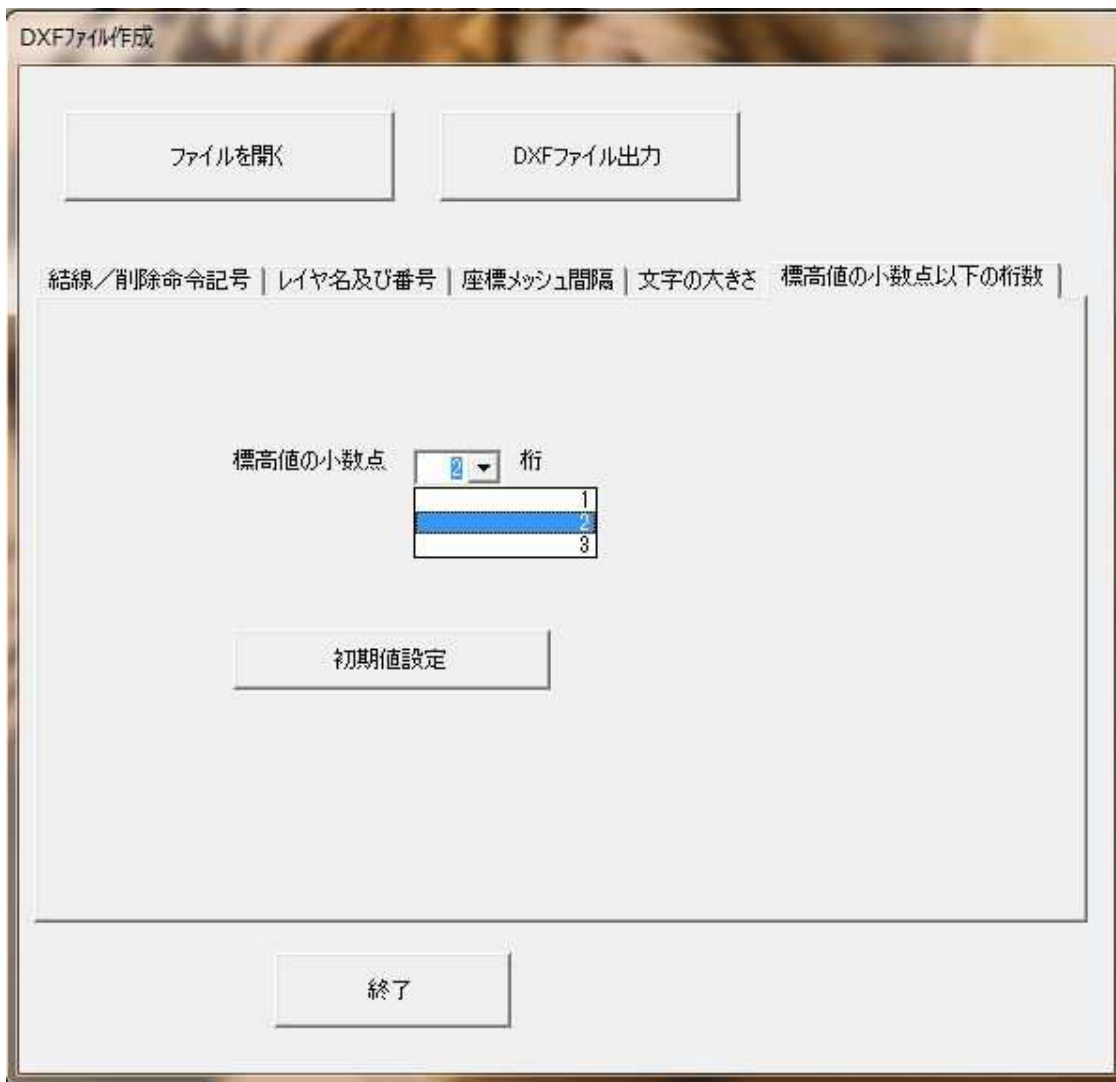 DXFファイル作成
ファイルを開く
DXFファイル出力
結線／削除命令記号
レイヤ名及び番号
座標メッシュ間隔
文字の大きさ
標高値の小数点以下の桁数
標高値の小数点 2 桁
1
2
3
初期値設定
終了